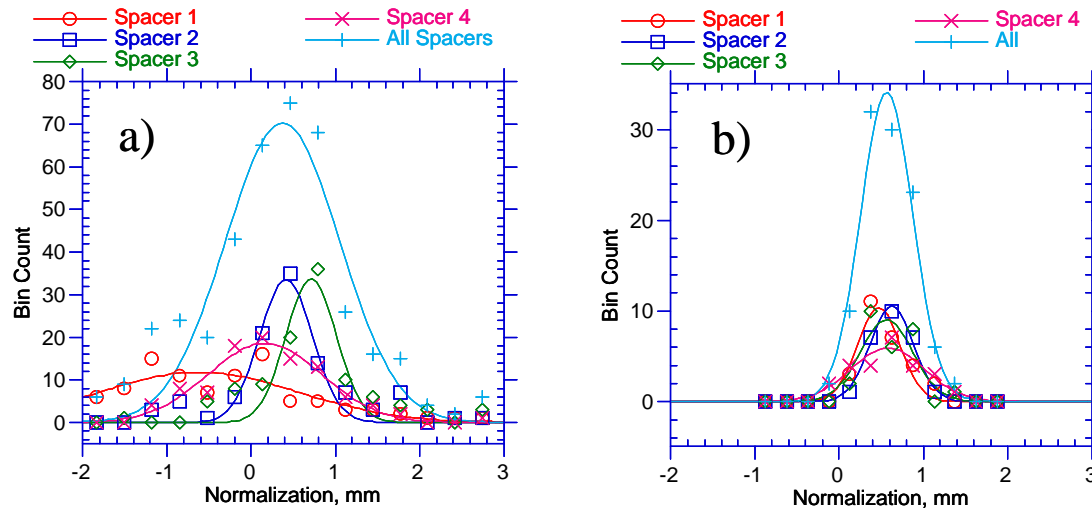 Spacer 1
Spacer 4
Spacer 2
All Spacers
Spacer 3
80
70
60
50
40
30
20
10
0
Bin Count
a)
-2 -1 0 1 2 3
Normalization, mm
Spacer 1
Spacer 4
Spacer 2
All
Spacer 3
30
20
10
0
Bin Count
b)
-2 -1 0 1 2 3
Normalization, mm